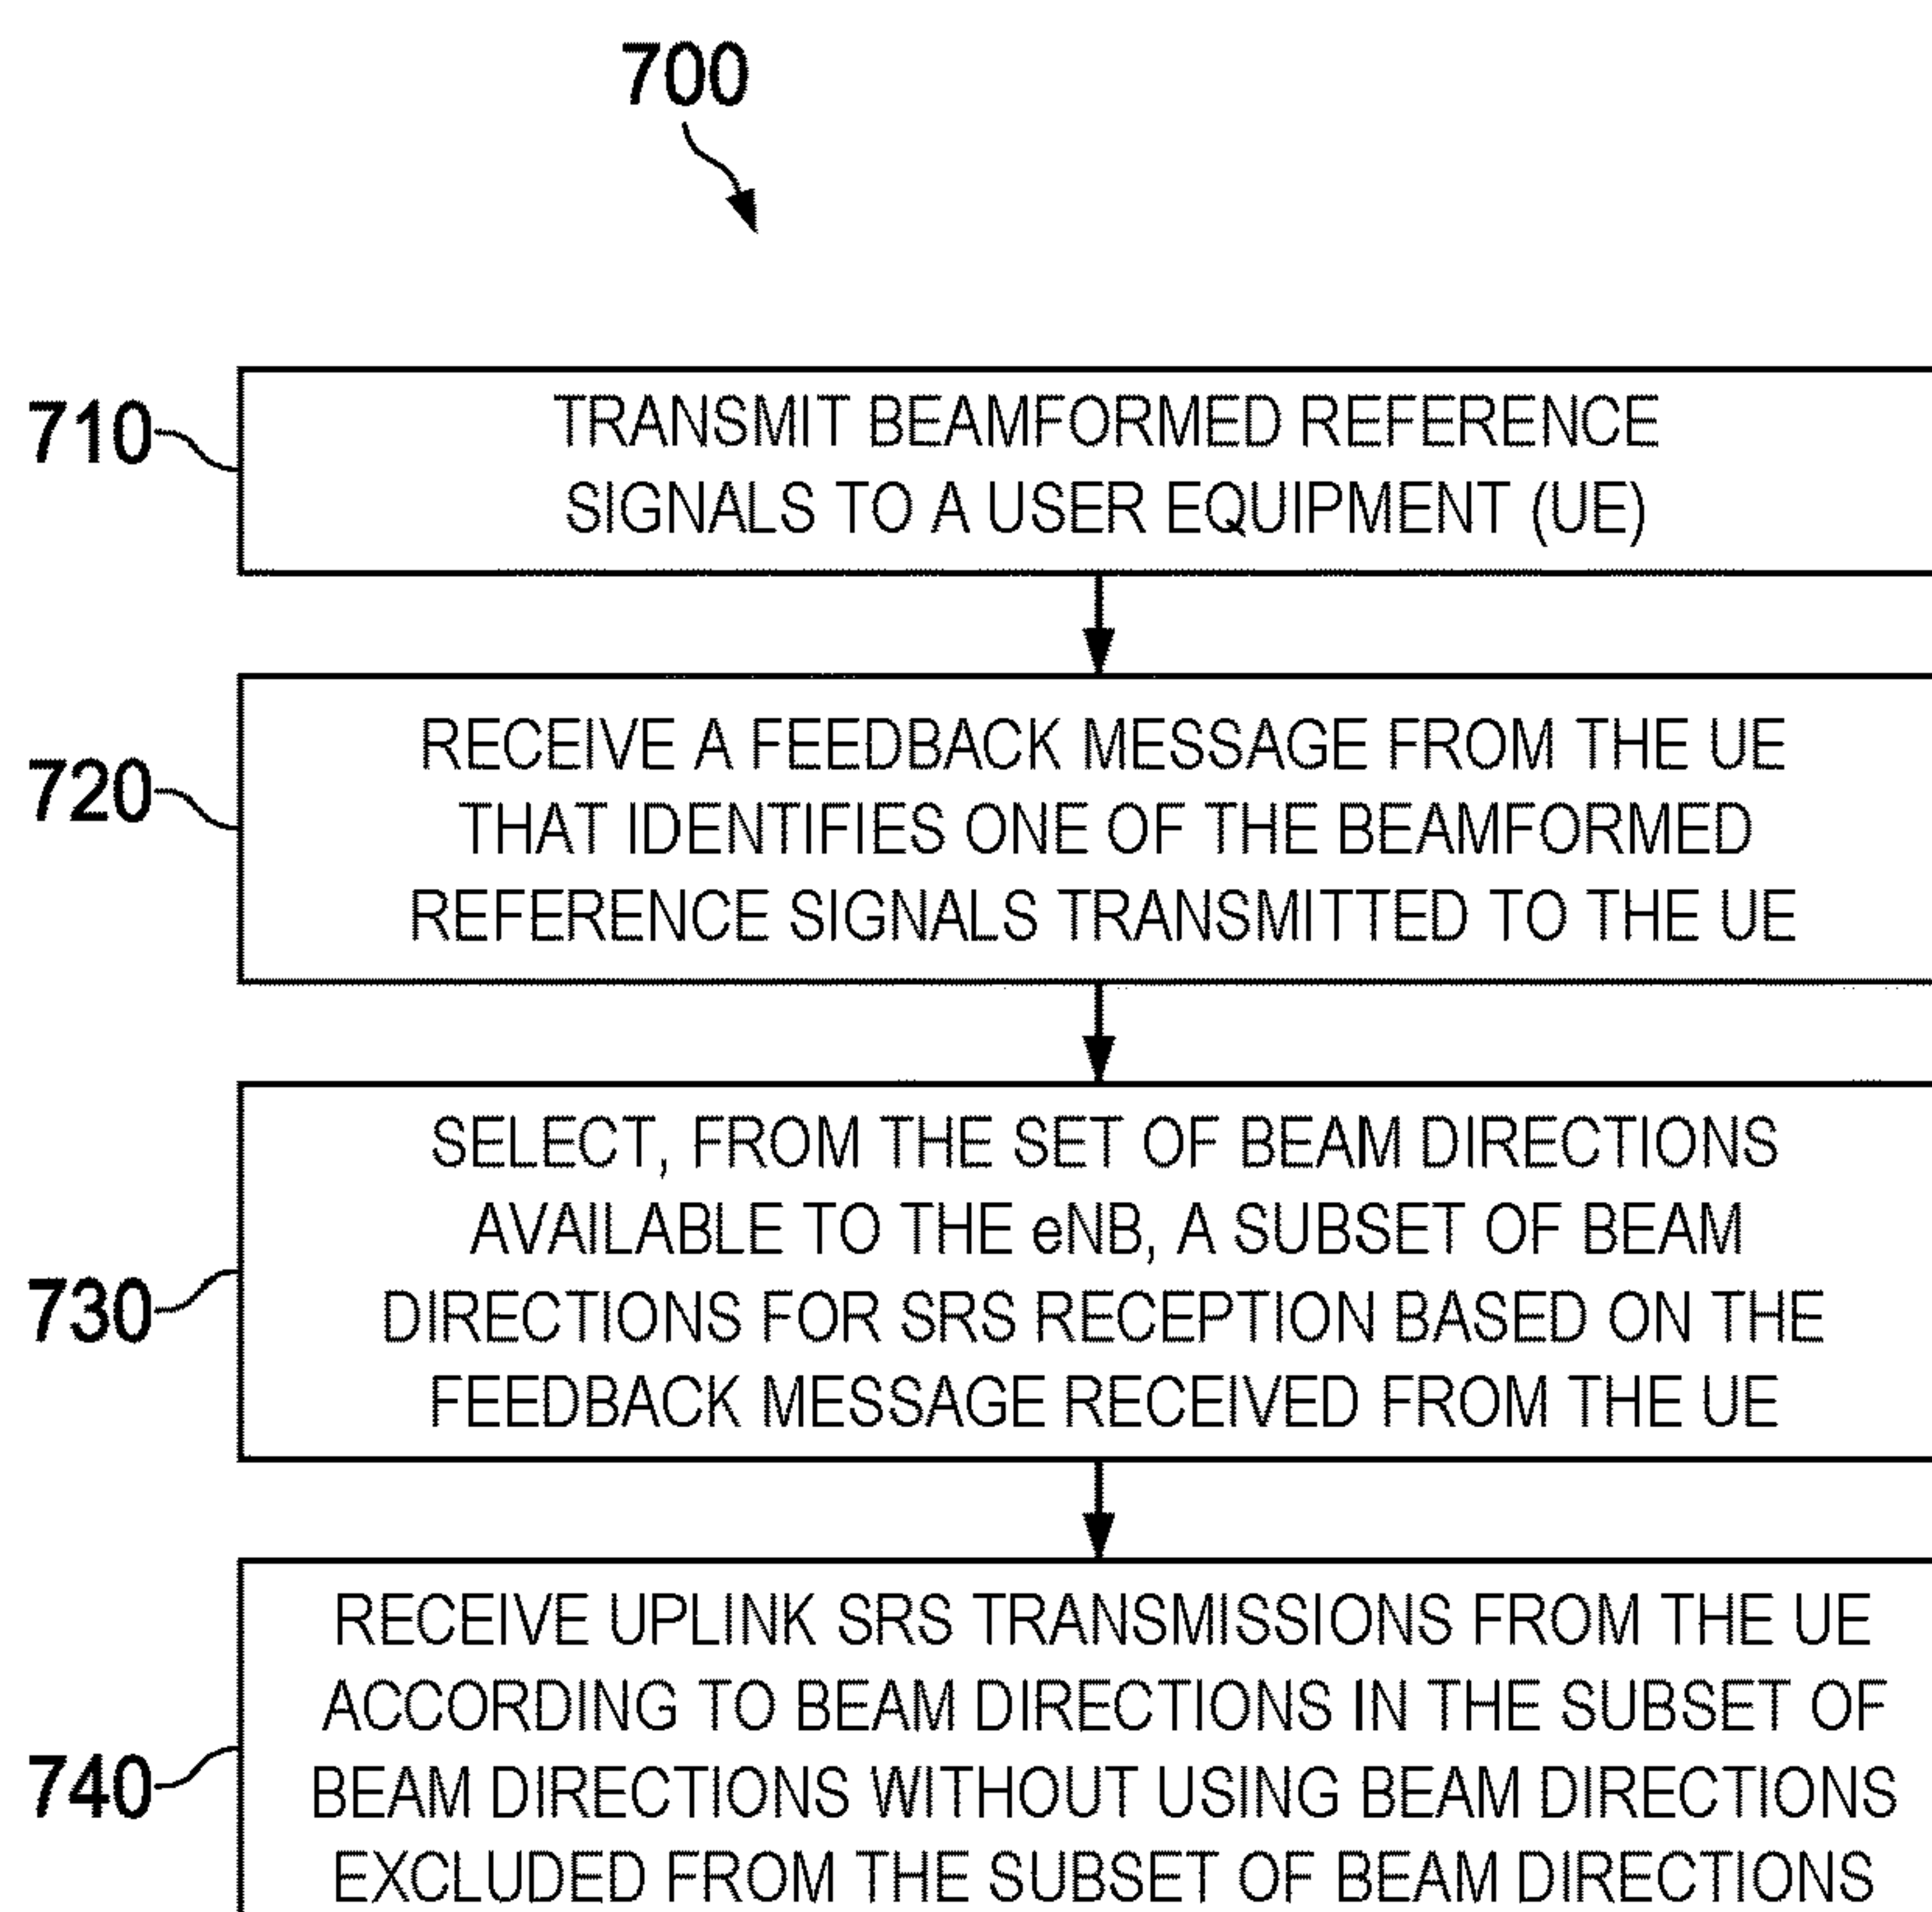 700
710
TRANSMIT BEAMFORMED REFERENCE
SIGNALS TO A USER EQUIPMENT (UE)
720
RECEIVE A FEEDBACK MESSAGE FROM THE UE
THAT IDENTIFIES ONE OF THE BEAMFORMED
REFERENCE SIGNALS TRANSMITTED TO THE UE
730
SELECT, FROM THE SET OF BEAM DIRECTIONS
AVAILABLE TO THE eNB, A SUBSET OF BEAM
DIRECTIONS FOR SRS RECEPTION BASED ON THE
FEEDBACK MESSAGE RECEIVED FROM THE UE
740
RECEIVE UPLINK SRS TRANSMISSIONS FROM THE UE
ACCORDING TO BEAM DIRECTIONS IN THE SUBSET OF
BEAM DIRECTIONS WITHOUT USING BEAM DIRECTIONS
EXCLUDED FROM THE SUBSET OF BEAM DIRECTIONS